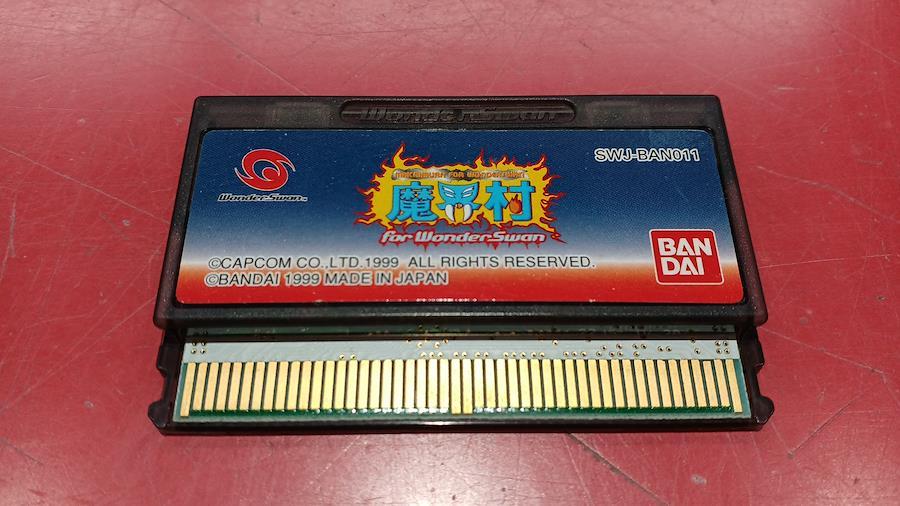 WonderSwan
SWJ-BAN011
WonderSwan
MAKAIMURA FOR WONDERSWAN
魔界村
for WonderSwan
©CAPCOM CO.,LTD.1999 ALL RIGHTS RESERVED.
©BANDAI 1999 MADE IN JAPAN
BAN
DAI